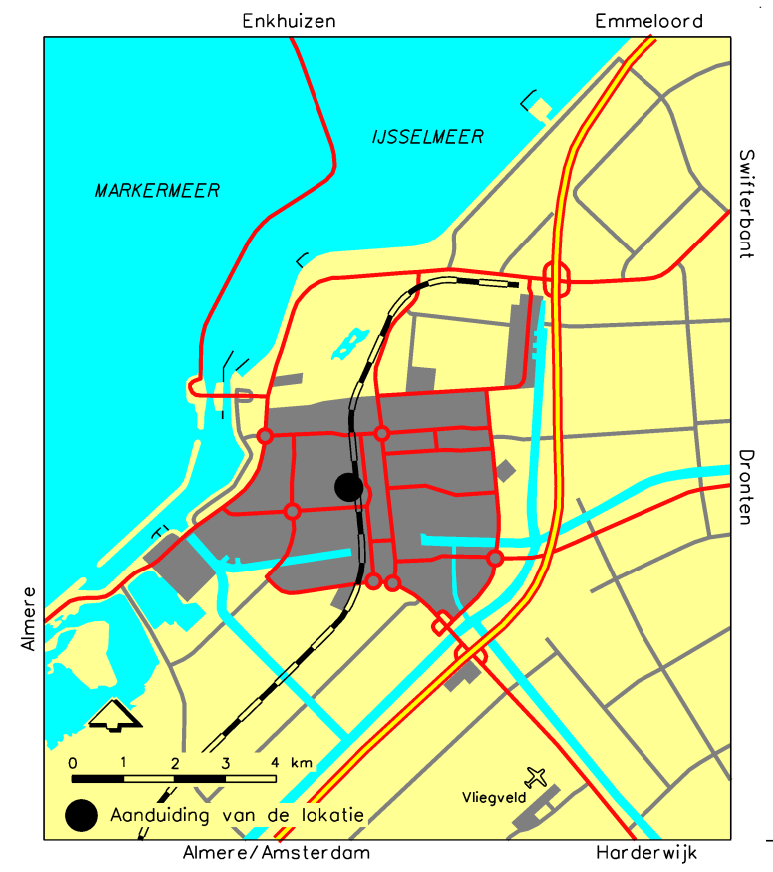 Enkhuizen
Emmeloord
IJSSELMEER
MARKERMEER
Swifterbant
Dronten
Almere
0 1 2 3 4 km
Vliegveld
Aanduiding van de lokatie
Almere/Amsterdam
Harderwijk